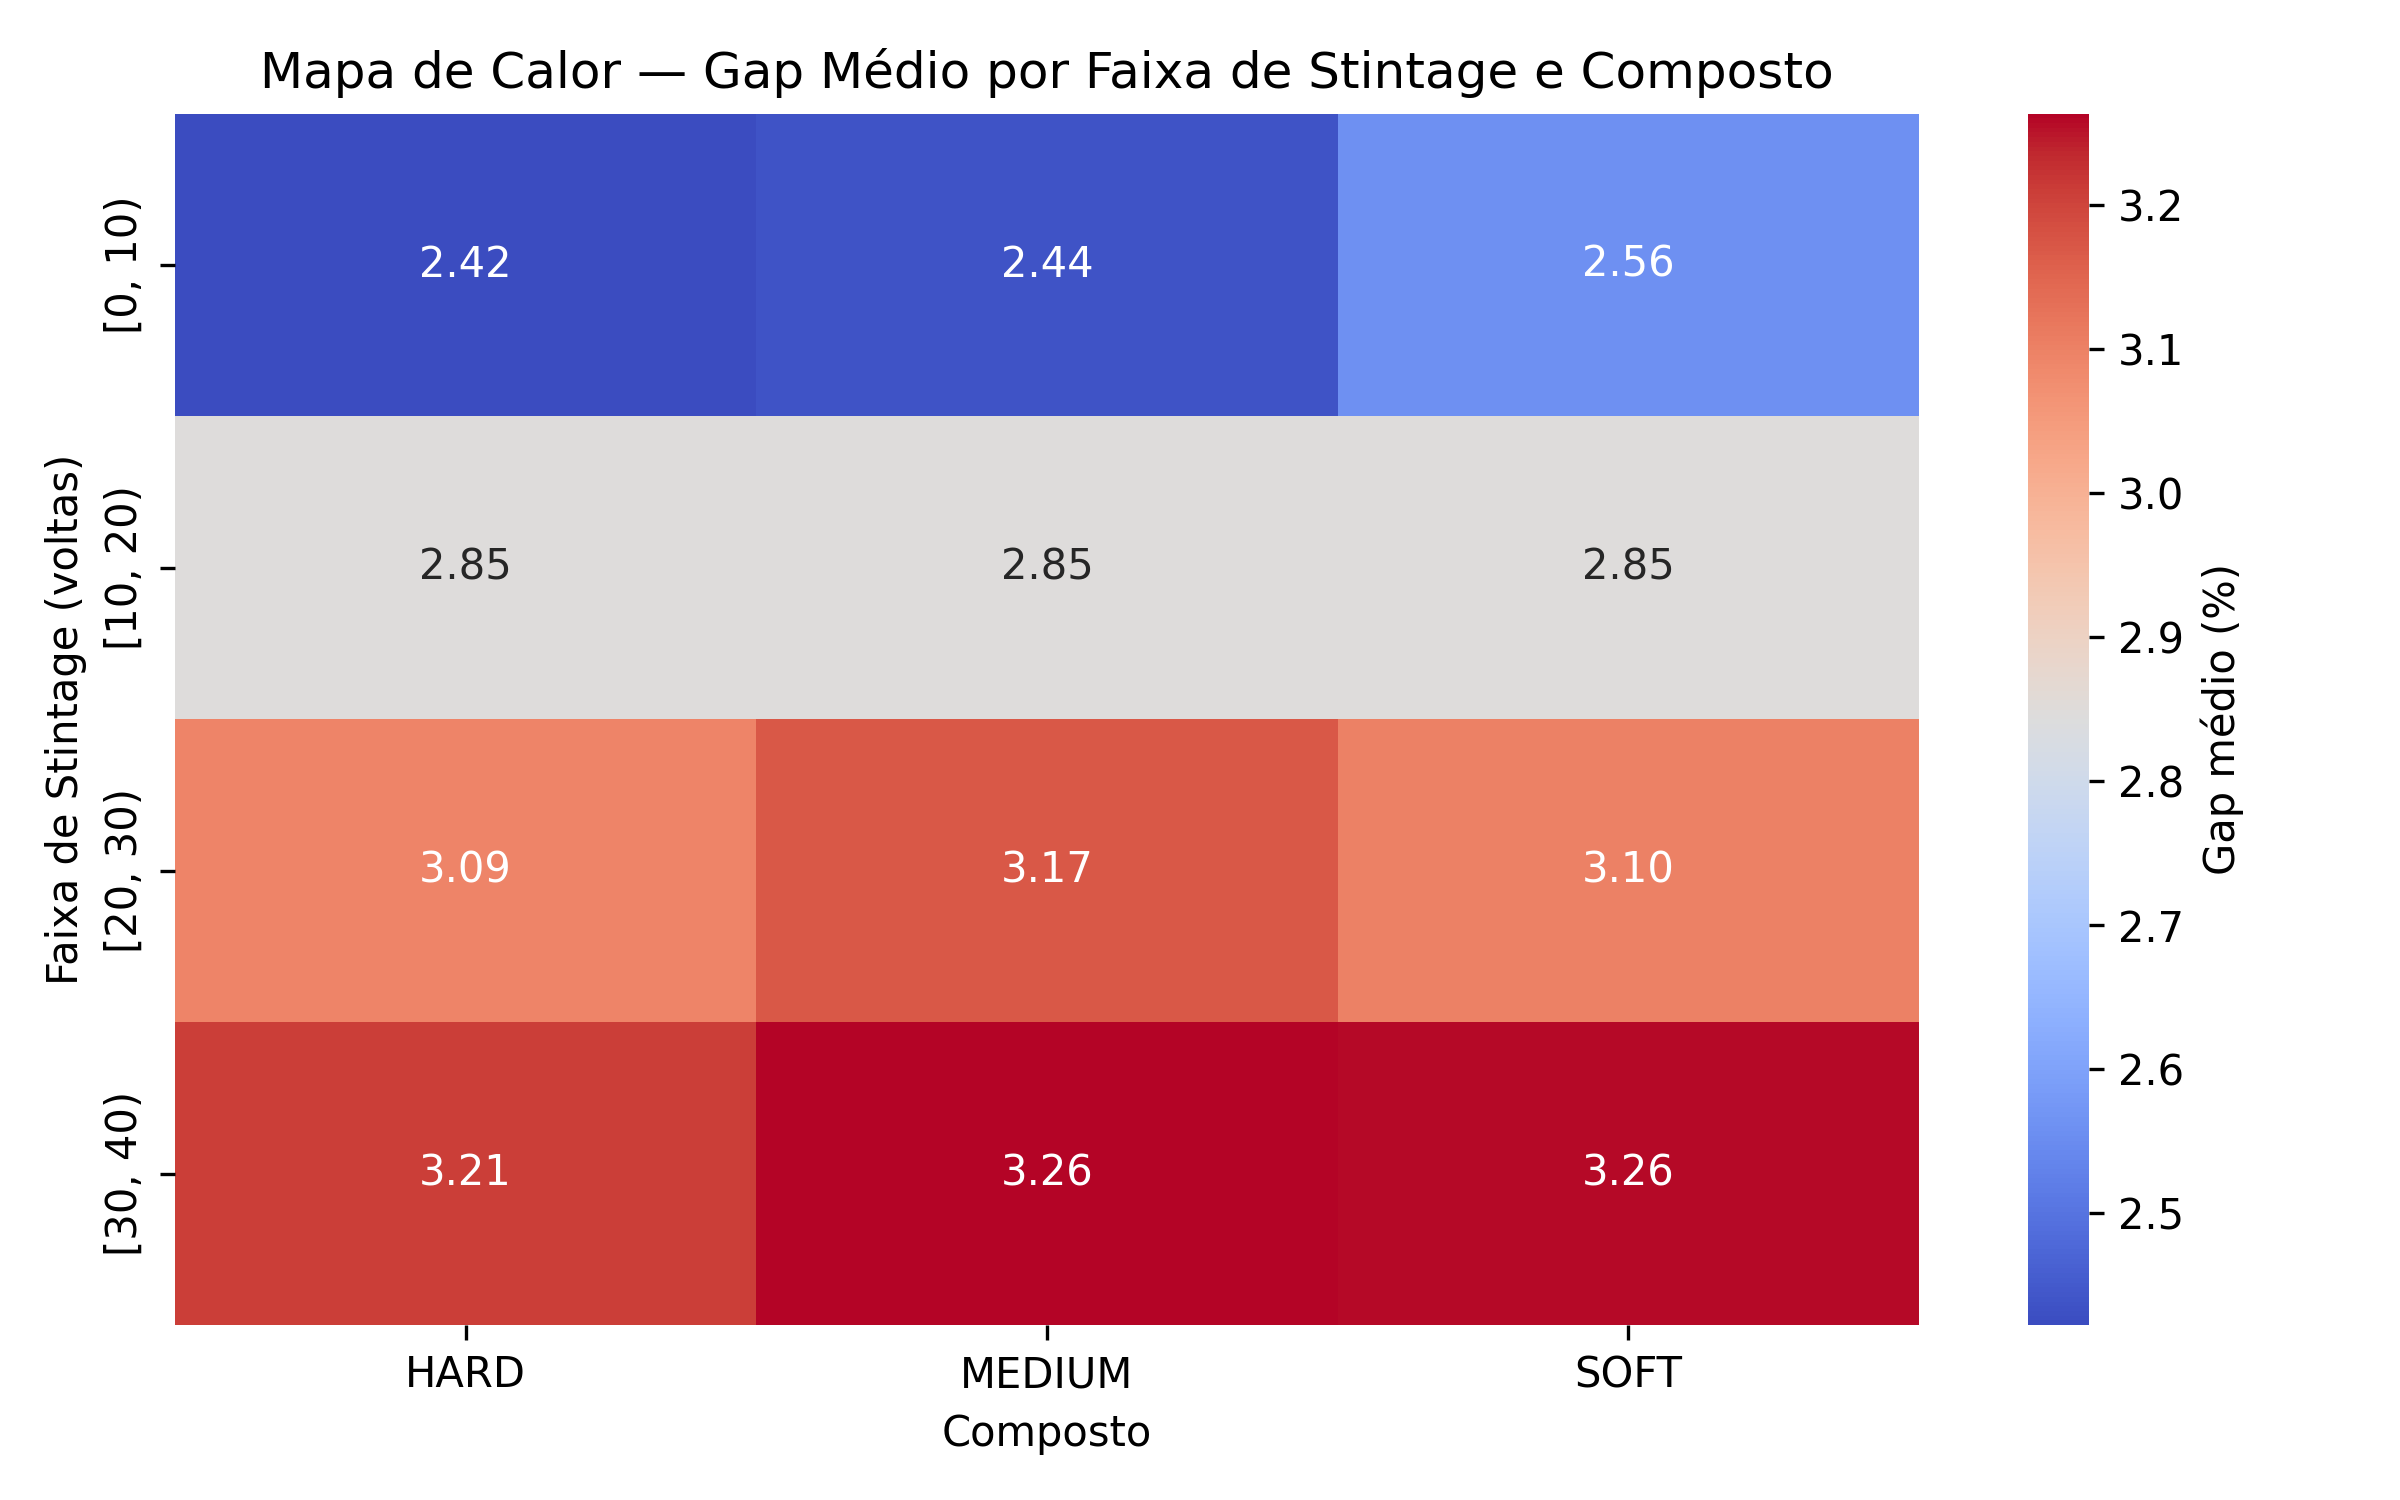 Mapa de Calor — Gap Médio por Faixa de Stintage e Composto
Faixa de Stintage (voltas)
[0, 10)
2.42 2.44 2.56
[10, 20)
2.85 2.85 2.85
[20, 30)
3.09 3.17 3.10
[30, 40)
3.21 3.26 3.26
HARD MEDIUM SOFT
Composto
3.2
3.1
3.0
2.9
2.8
2.7
2.6
2.5
Gap médio (%)